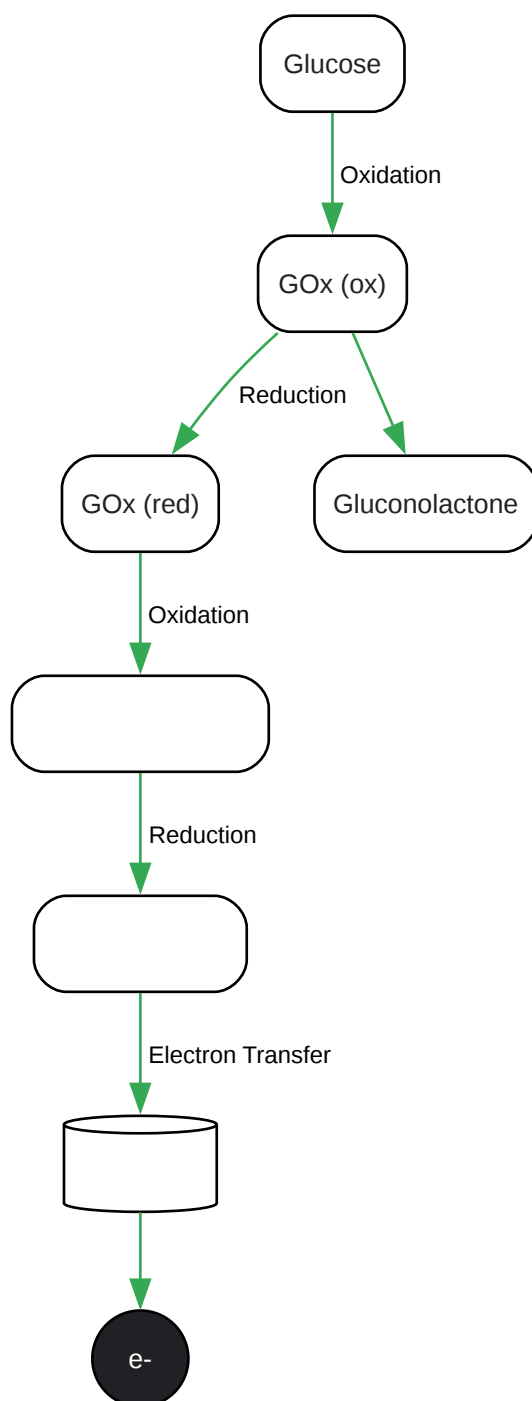 Glucose
Oxidation
GOx (ox)
Reduction
GOx (red)
Gluconolactone
Oxidation
Reduction
Electron Transfer
e-